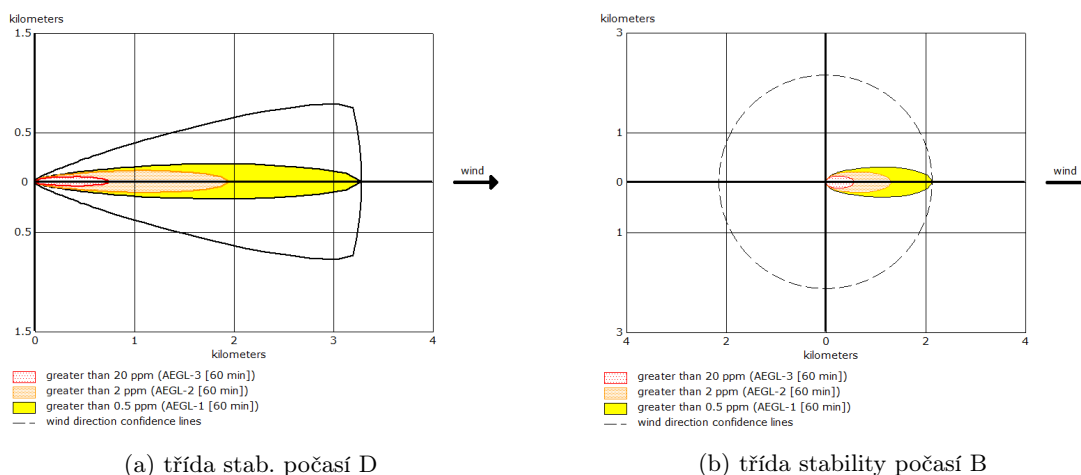 kilometers
1.5
0.5
0
0.5
1.5
0 1 2 3 4
kilometers
wind
greater than 20 ppm (AEGL-3 [60 min])
greater than 2 ppm (AEGL-2 [60 min])
greater than 0.5 ppm (AEGL-1 [60 min])
wind direction confidence lines
(a) třída stab. počasí D
kilometers
3
1
0
1
3
4 2 0 2 4
kilometers
wind
greater than 20 ppm (AEGL-3 [60 min])
greater than 2 ppm (AEGL-2 [60 min])
greater than 0.5 ppm (AEGL-1 [60 min])
wind direction confidence lines
(b) třída stability počasí B